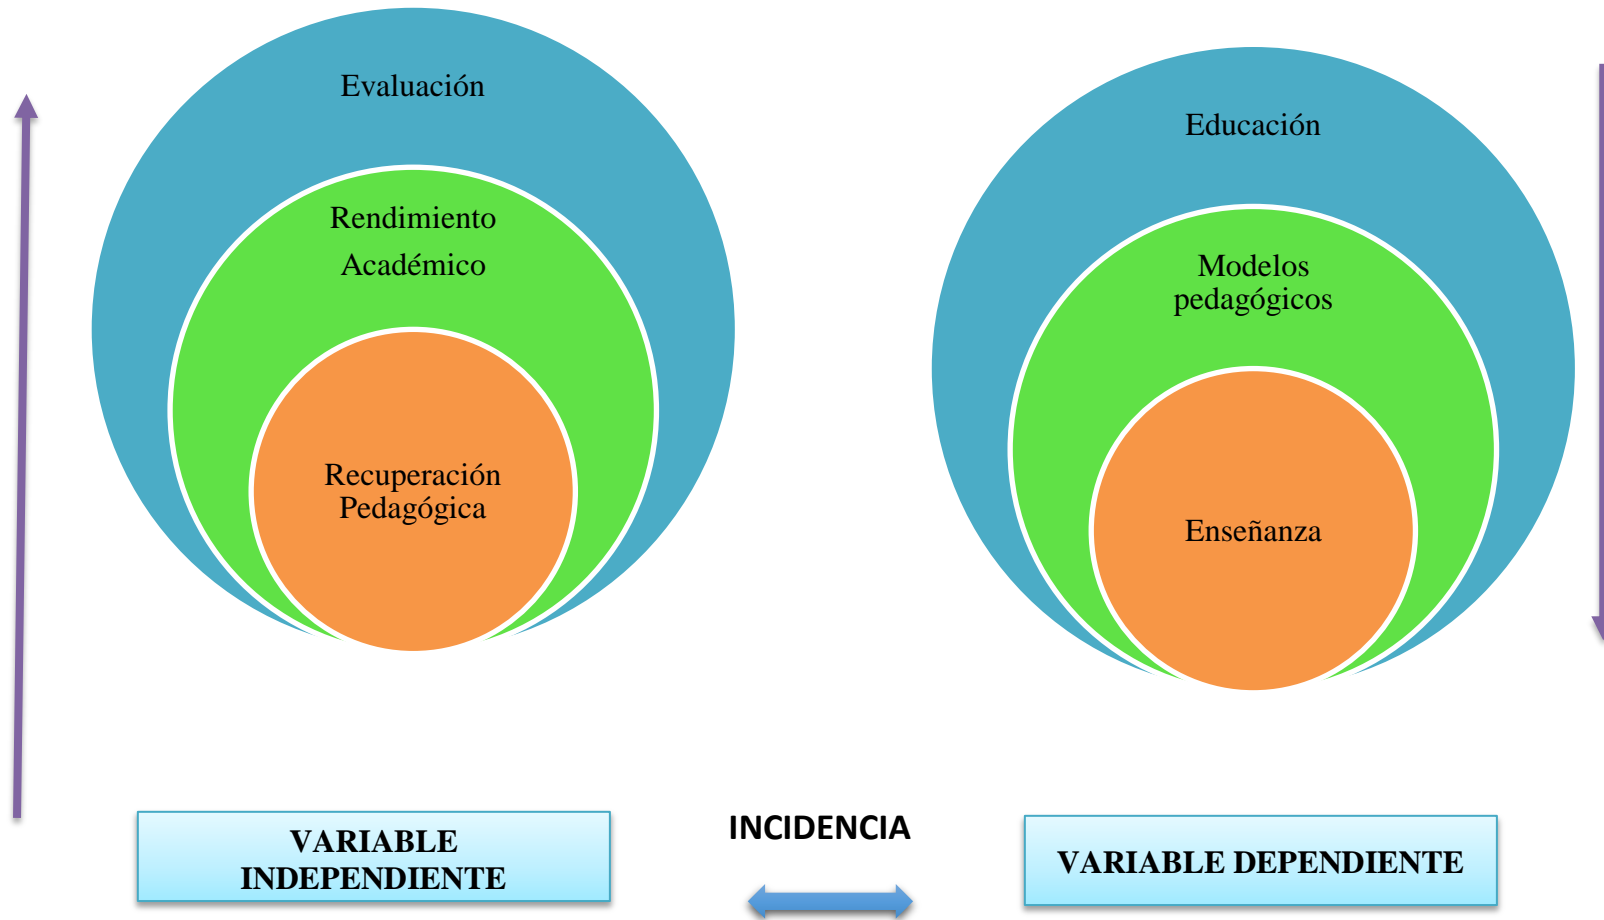 Evaluación
Rendimiento
Académico
Recuperación
Pedagógica
Educación
Modelos
pedagógicos
Enseñanza
VARIABLE
INDEPENDIENTE
INCIDENCIA
VARIABLE DEPENDIENTE